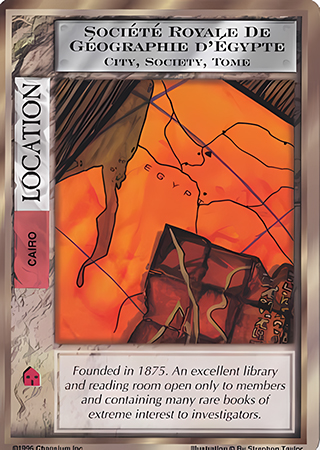 Société Royale De
Géographie d'Égypte
City, Society, Tome
LOCATION
CAIRO
EGYP
Founded in 1875. An excellent library
and reading room open only to members
and containing many rare books of
extreme interest to investigators.
©1996 Chaosium Inc.
Illustration © By Strephon Taylor